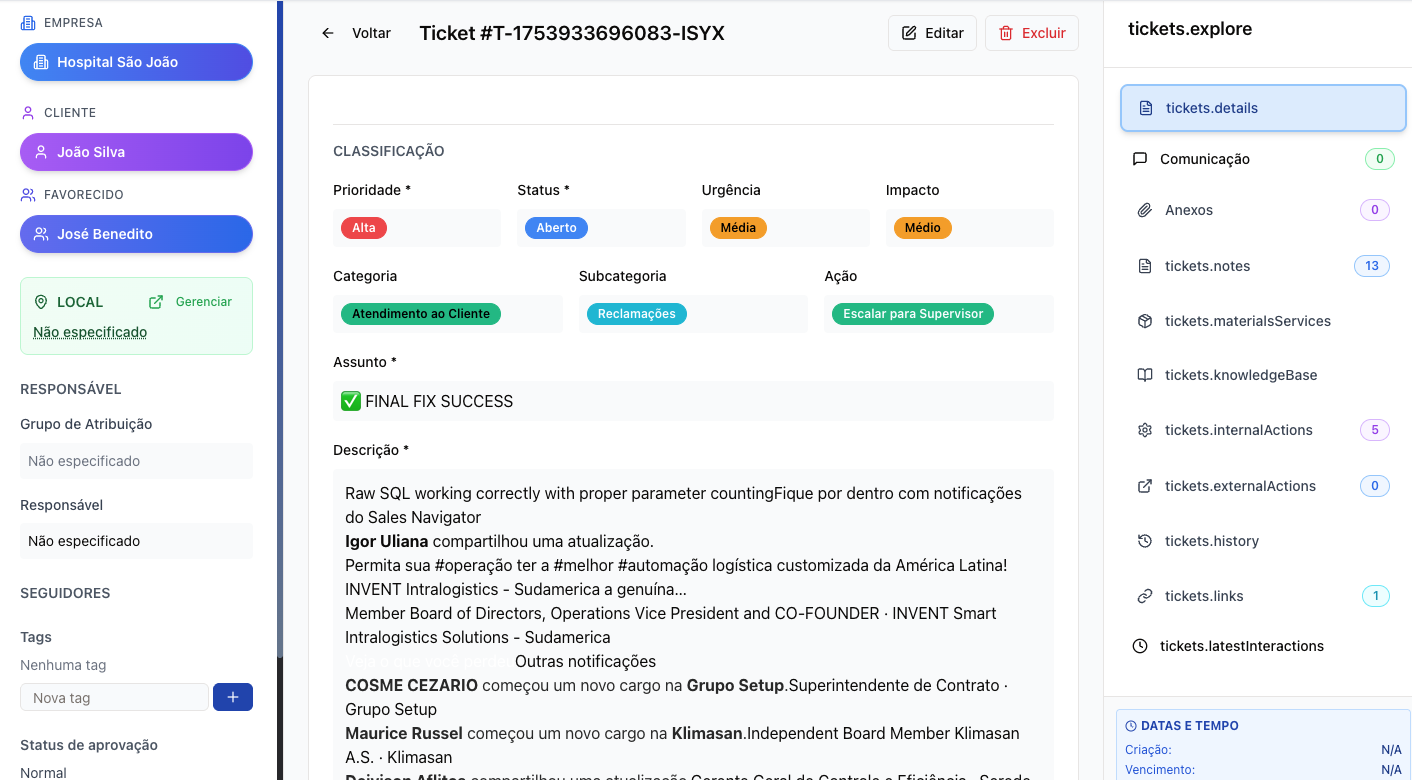 EMPRESA
Hospital São João
CLIENTE
João Silva
FAVORECIDO
José Benedito
LOCAL
Gerenciar
Não especificado
RESPONSÁVEL
Grupo de Atribuição
Não especificado
Responsável
Não especificado
SEGUIDORES
Tags
Nenhuma tag
Nova tag
Status de aprovação
Normal
Voltar
Ticket #T-1753933696083-ISYX
Editar
Excluir
CLASSIFICAÇÃO
Prioridade *
Status *
Urgência
Impacto
Alta
Aberto
Média
Médio
Categoria
Subcategoria
Ação
Atendimento ao Cliente
Reclamações
Escalar para Supervisor
Assunto *
✅ FINAL FIX SUCCESS
Descrição *
Raw SQL working correctly with proper parameter countingFique por dentro com notificações
do Sales Navigator
Igor Uliana compartilhou uma atualização.
Permita sua #operação ter a #melhor #automação logística customizada da América Latina!
INVENT Intralogistics - Sudamerica a genuína...
Member Board of Directors, Operations Vice President and CO-FOUNDER · INVENT Smart
Intralogistics Solutions - Sudamerica
Outras notificações
COSME CEZARIO começou um novo cargo na Grupo Setup.Superintendente de Contrato ·
Grupo Setup
Maurice Russel começou um novo cargo na Klimasan.Independent Board Member Klimasan
A.S. · Klimasan
tickets.explore
tickets.details
Comunicação 0
Anexos 0
tickets.notes 13
tickets.materialsServices
tickets.knowledgeBase
tickets.internalActions 5
tickets.externalActions 0
tickets.history
tickets.links 1
tickets.latestInteractions
DATAS E TEMPO
Criação: N/A
Vencimento: N/A